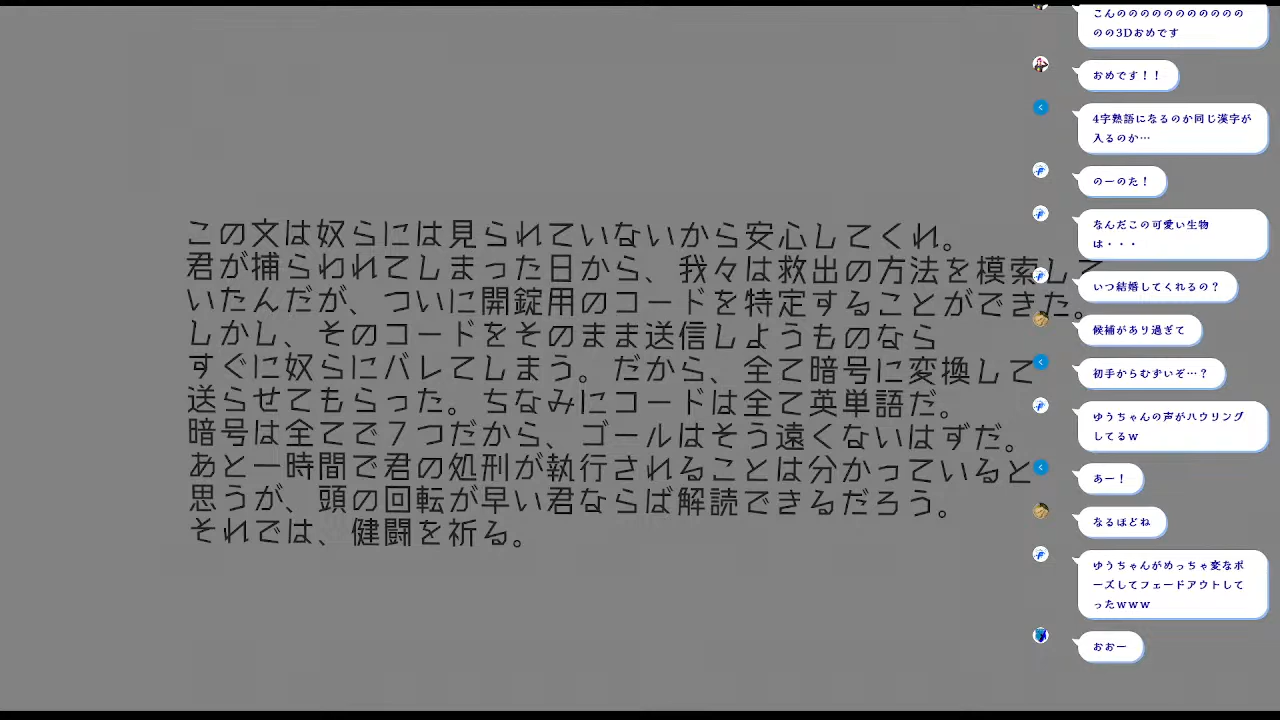 この文は奴らには見られていないから安心してくれ。
君が捕らわれてしまった日から、我々は救出の方法を模索して
いたんだが、ついに開錠用のコードを特定することができた。
しかし、そのコードをそのまま送信しようものなら
すぐに奴らにバレてしまう。だから、全て暗号に変換して
送らせてもらった。ちなみにコードは全て英単語だ。
暗号は全てで７つだから、ゴールはそう遠くないはずだ。
あと一時間で君の処刑が執行されることは分かっていると
思うが、頭の回転が早い君ならば解読できるだろう。
それでは、健闘を祈る。
こんののののののののののの
のの3Dおめです
おめです！！
4字熟語になるのか同じ漢字が
入るのか…
のーのた！
なんだこの可愛い生物
は・・・
いつ結婚してくれるの？
候補があり過ぎて
初手からむずいぞ…？
ゆうちゃんの声がハウリング
してるｗ
あー！
なるほどね
ゆうちゃんがめっちゃ変なポ
ーズしてフェードアウトして
ったｗｗｗ
おおー